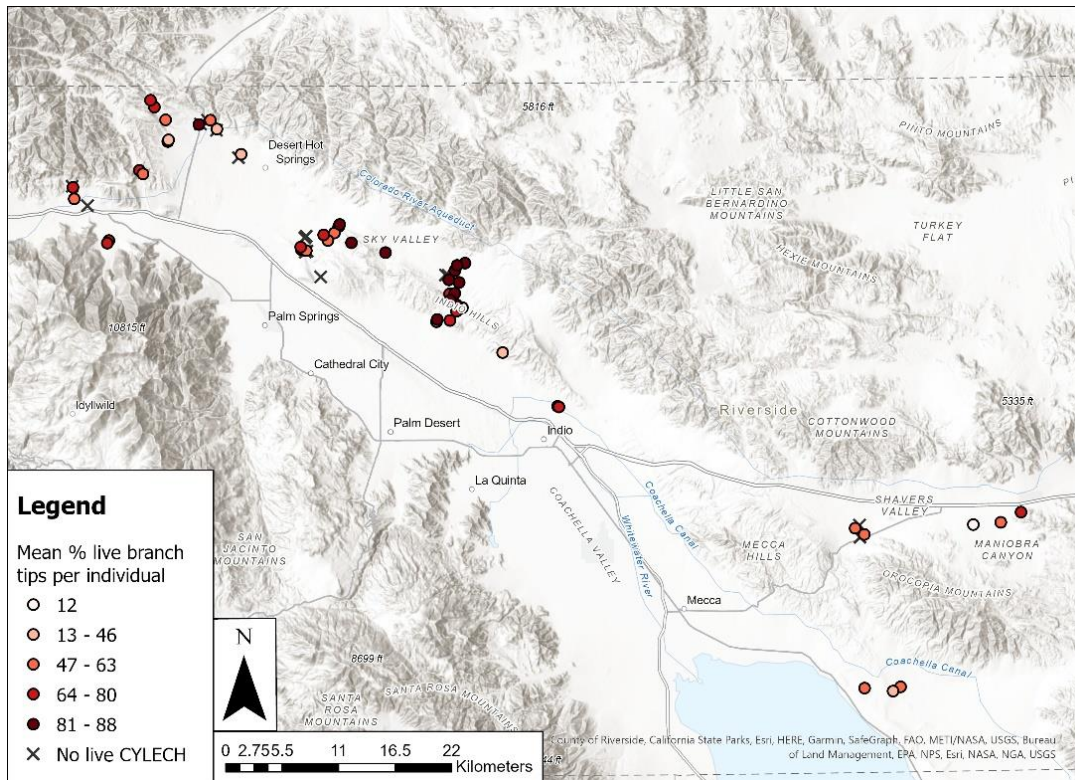 5816 ft
PINTO MOUNTAINS
Desert Hot
Springs
Colorado River Aqueduct
LITTLE SAN
BERNARDINO
MOUNTAINS
TURKEY
FLAT
SKY VALLEY
HEXIE MOUNTAINS
INDIO HILLS
Palm Springs
10815 ft
Cathedral City
Idyllwild
5335 ft
Riverside
COTTONWOOD
MOUNTAINS
Palm Desert
Indio
La Quinta
COACHELLA VALLEY
Coachella Canal
Whitewater River
SHAVERS
VALLEY
MECCA
HILLS
MANIOBRA
CANYON
OROCOPIA MOUNTAINS
SAN
JACINTO
MOUNTAINS
Mecca
8699 ft
Coachella Canal
SANTA ROSA MOUNTAINS
SANTA
ROSA
MOUNTAINS
Legend
Mean % live branch
tips per individual
12
13 - 46
47 - 63
64 - 80
81 - 88
No live CYLECH
N
0 2.755.5 11 16.5 22
Kilometers
County of Riverside, California State Parks, Esri, HERE, Garmin, SafeGraph, FAO, METI/NASA, USGS, Bureau
of Land Management, EPA, NPS, Esri, NASA, NGA, USGS